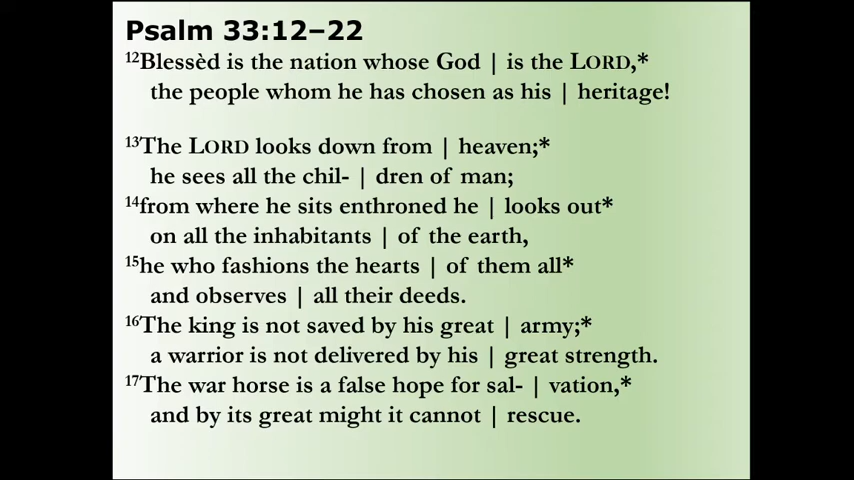 Psalm 33:12–22
¹²Blessèd is the nation whose God | is the LORD,*
the people whom he has chosen as his | heritage!
¹³The LORD looks down from | heaven;*
he sees all the chil- | dren of man;
¹⁴from where he sits enthroned he | looks out*
on all the inhabitants | of the earth,
¹⁵he who fashions the hearts | of them all*
and observes | all their deeds.
¹⁶The king is not saved by his great | army;*
a warrior is not delivered by his | great strength.
¹⁷The war horse is a false hope for sal- | vation,*
and by its great might it cannot | rescue.